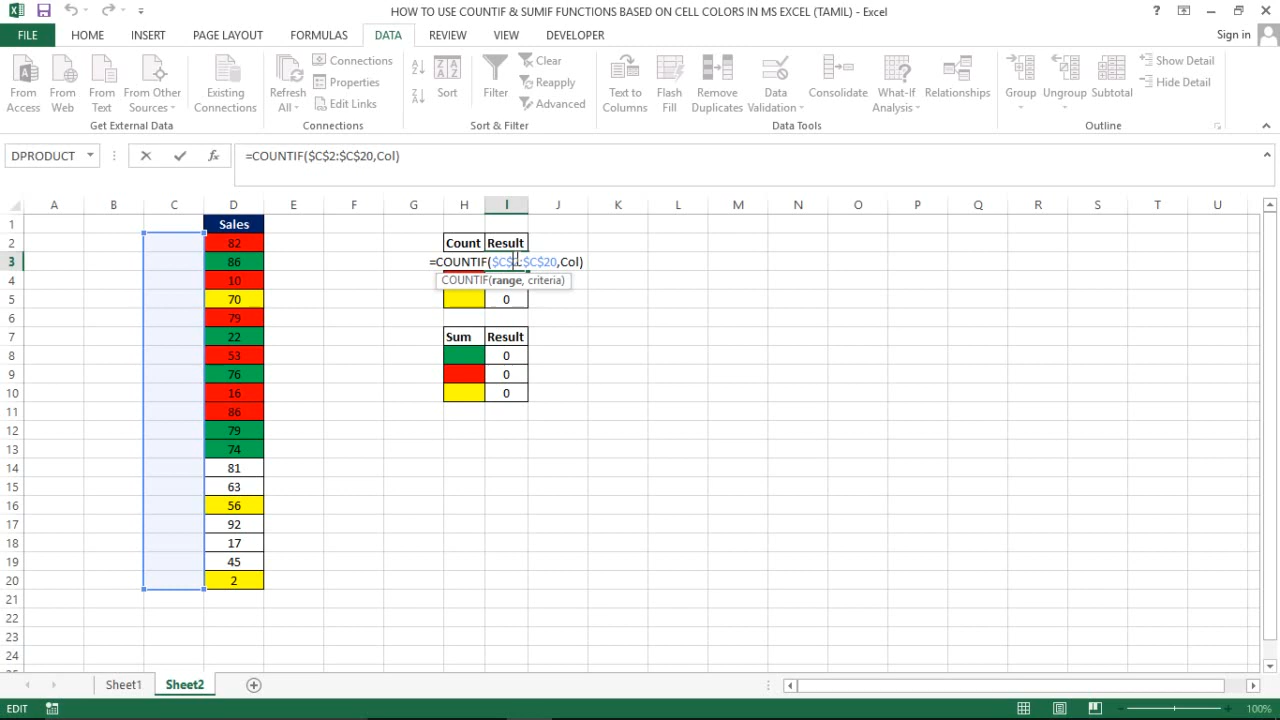 HOW TO USE COUNTIF & SUMIF FUNCTIONS BASED ON CELL COLORS IN MS EXCEL (TAMIL) - Excel
FILE HOME INSERT PAGE LAYOUT FORMULAS DATA REVIEW VIEW DEVELOPER Sign in
From Access
From Web
From Text
From Other Sources
Existing Connections
Get External Data
Refresh All
Connections
Properties
Edit Links
Connections
Sort
Filter
Clear
Reapply
Advanced
Sort & Filter
Text to Columns
Flash Fill
Remove Duplicates
Data Validation
Consolidate
What-If Analysis
Relationships
Data Tools
Group
Ungroup
Subtotal
Show Detail
Hide Detail
Outline
DPRODUCT =COUNTIF($C$2:$C$20,Col)
A B C D E F G H I J K L M N O P Q R S T U
1 Sales
2 82 Count Result
3 86 =COUNTIF($C$2:$C$20,Col)
4 10 COUNTIF(range, criteria)
5 70 0
6 79
7 22 Sum Result
8 53 0
9 76 0
10 16 0
11 86
12 79
13 74
14 81
15 63
16 56
17 92
18 17
19 45
20 2
21
22
23
24
Sheet1 Sheet2
EDIT 100%